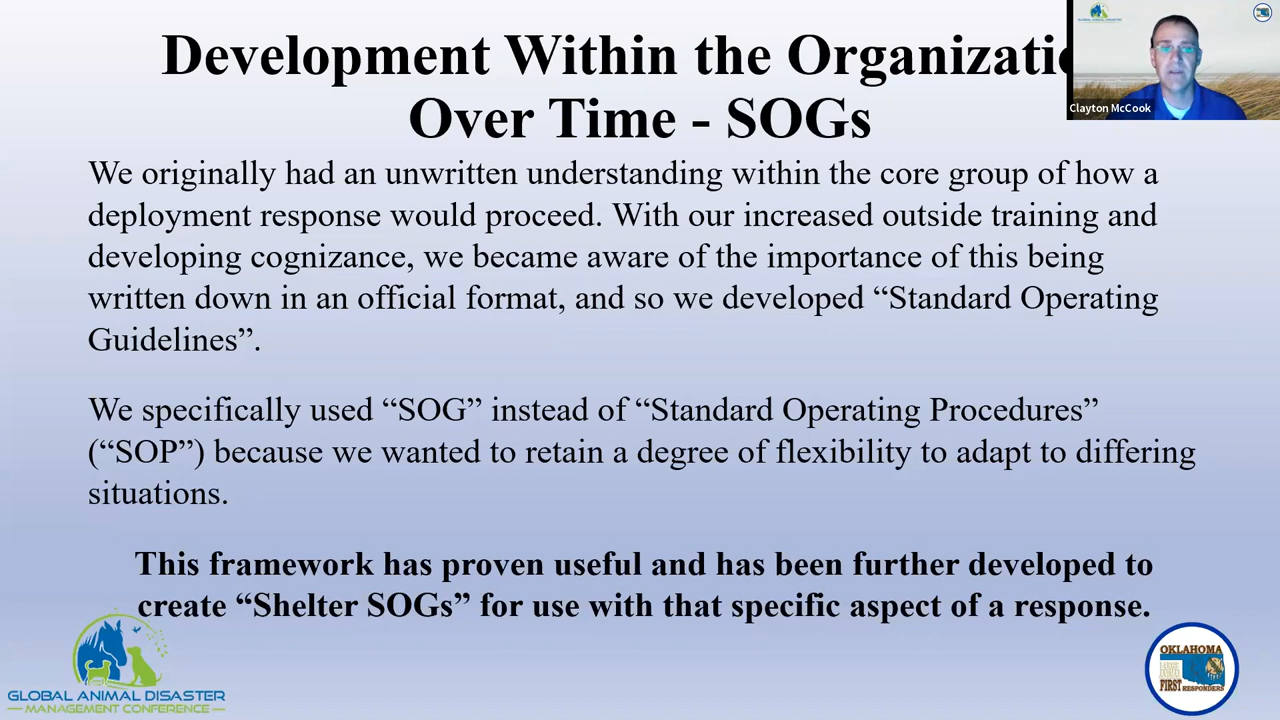 Development Within the Organizatio
Over Time - SOGs
Clayton McCook
We originally had an unwritten understanding within the core group of how a
deployment response would proceed. With our increased outside training and
developing cognizance, we became aware of the importance of this being
written down in an official format, and so we developed “Standard Operating
Guidelines”.
We specifically used “SOG” instead of “Standard Operating Procedures”
(“SOP”) because we wanted to retain a degree of flexibility to adapt to differing
situations.
This framework has proven useful and has been further developed to
create “Shelter SOGs” for use with that specific aspect of a response.
GLOBAL ANIMAL DISASTER
MANAGEMENT CONFERENCE
OKLAHOMA
LARGE ANIMAL
FIRST RESPONDERS